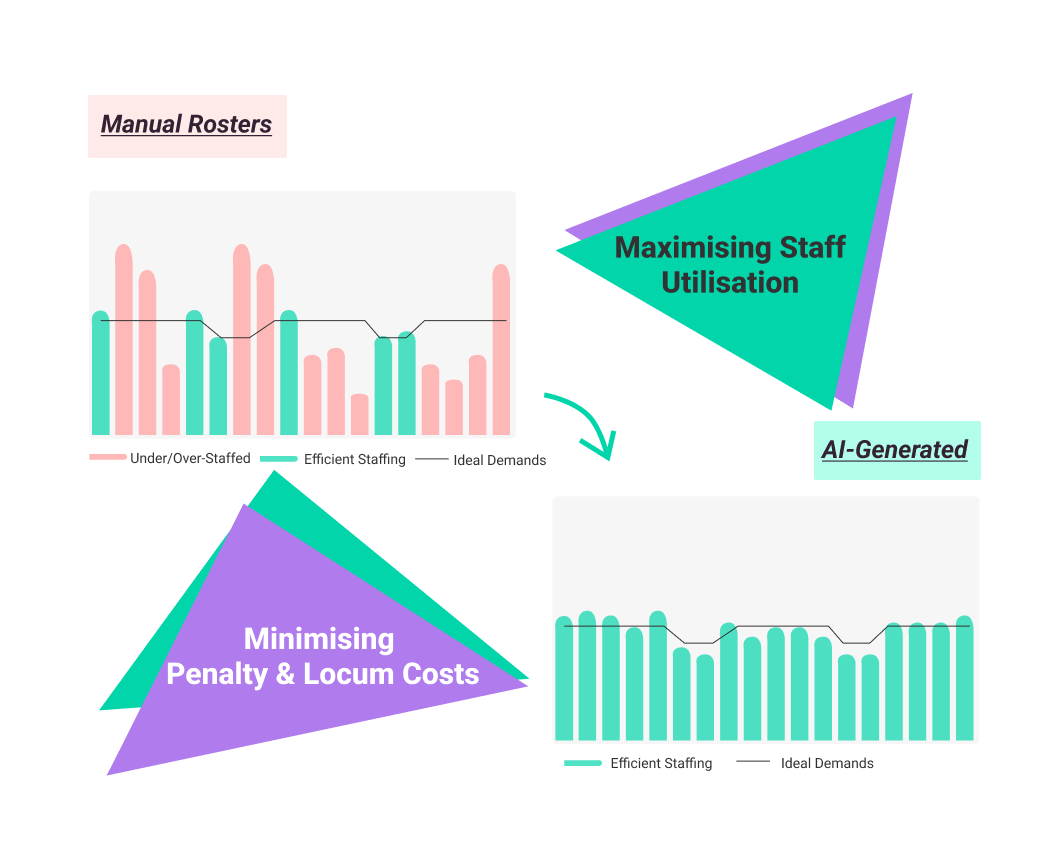 Manual Rosters
Maximising Staff
Utilisation
Under/Over-Staffed Efficient Staffing Ideal Demands
AI-Generated
Minimising
Penalty & Locum Costs
Efficient Staffing Ideal Demands